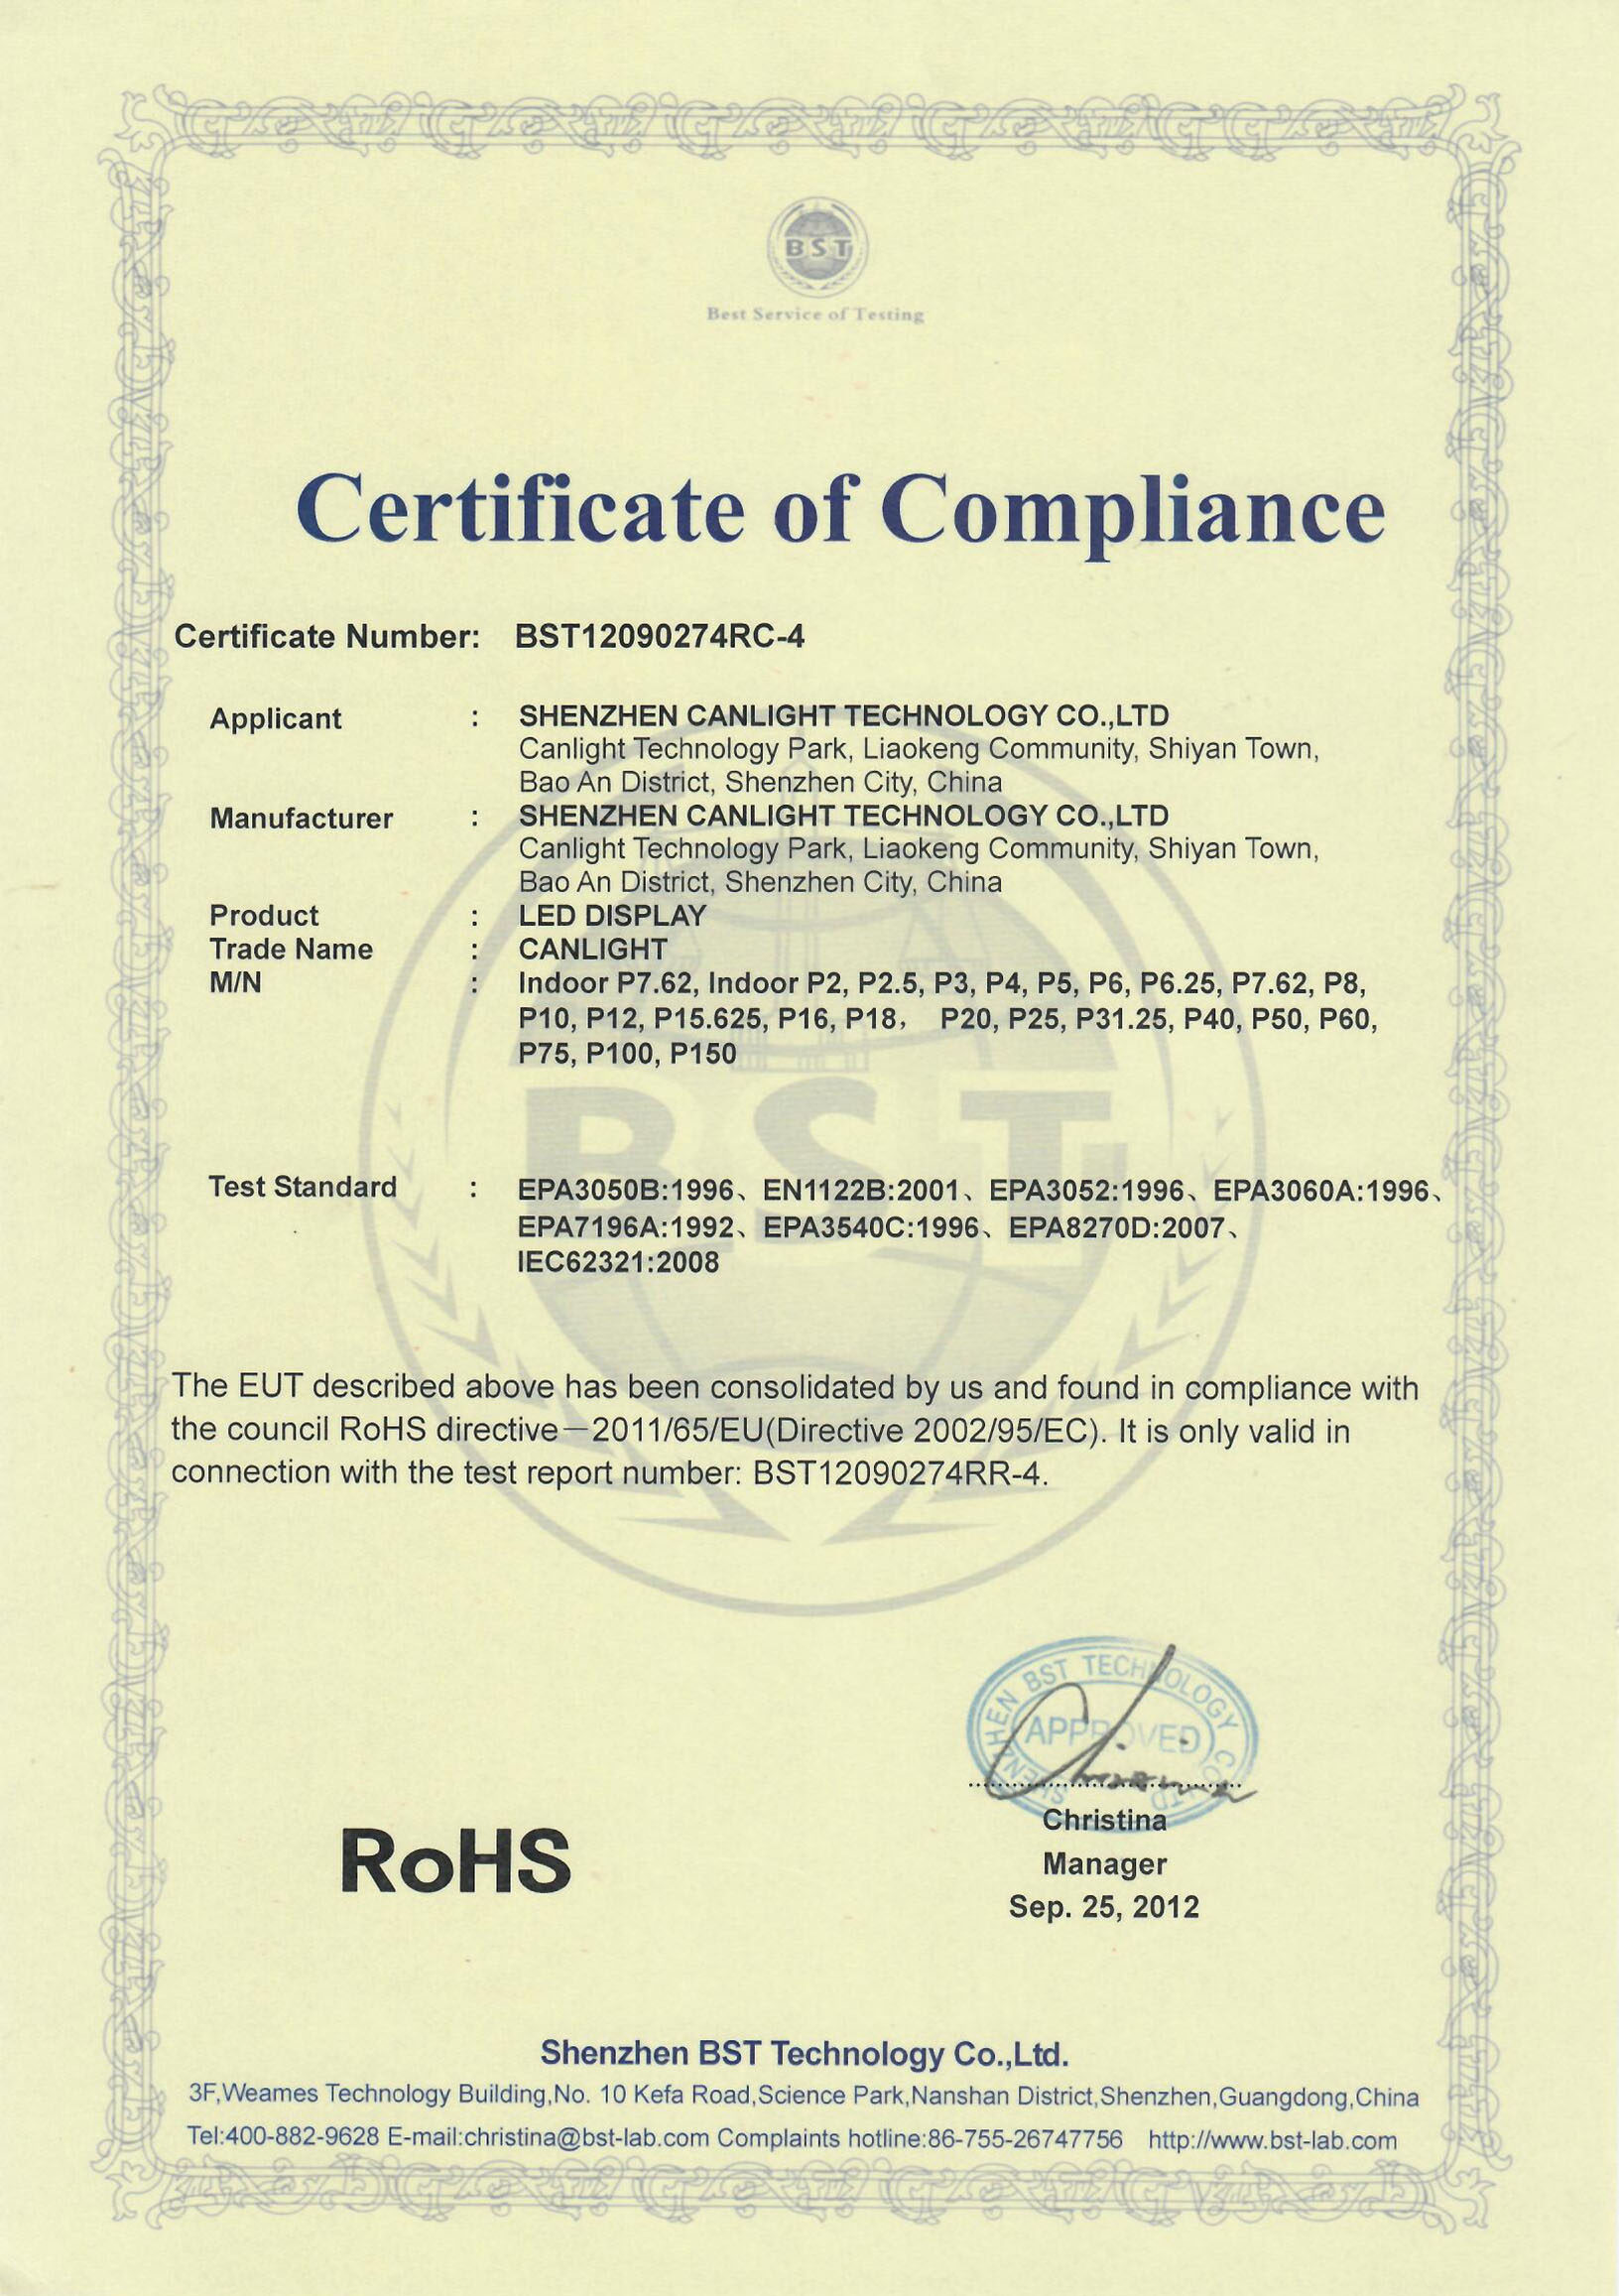 BST
Best Service of Testing
Certificate of Compliance
Certificate Number: BST12090274RC-4
Applicant : SHENZHEN CANLIGHT TECHNOLOGY CO.,LTD
Canlight Technology Park, Liaokeng Community, Shiyan Town,
Bao An District, Shenzhen City, China
Manufacturer : SHENZHEN CANLIGHT TECHNOLOGY CO.,LTD
Canlight Technology Park, Liaokeng Community, Shiyan Town,
Bao An District, Shenzhen City, China
Product : LED DISPLAY
Trade Name : CANLIGHT
M/N : Indoor P7.62, Indoor P2, P2.5, P3, P4, P5, P6, P6.25, P7.62, P8,
P10, P12, P15.625, P16, P18， P20, P25, P31.25, P40, P50, P60,
P75, P100, P150
BST
Test Standard : EPA3050B:1996、EN1122B:2001、EPA3052:1996、EPA3060A:1996、
EPA7196A:1992、EPA3540C:1996、EPA8270D:2007、
IEC62321:2008
The EUT described above has been consolidated by us and found in compliance with
the council RoHS directive－2011/65/EU(Directive 2002/95/EC). It is only valid in
connection with the test report number: BST12090274RR-4.
SHENZHEN BST TECHNOLOGY CO.,LTD
APPROVED
Christina
Christina
Manager
Sep. 25, 2012
RoHS
Shenzhen BST Technology Co.,Ltd.
3F,Weames Technology Building,No. 10 Kefa Road,Science Park,Nanshan District,Shenzhen,Guangdong,China
Tel:400-882-9628 E-mail:christina@bst-lab.com Complaints hotline:86-755-26747756 http://www.bst-lab.com